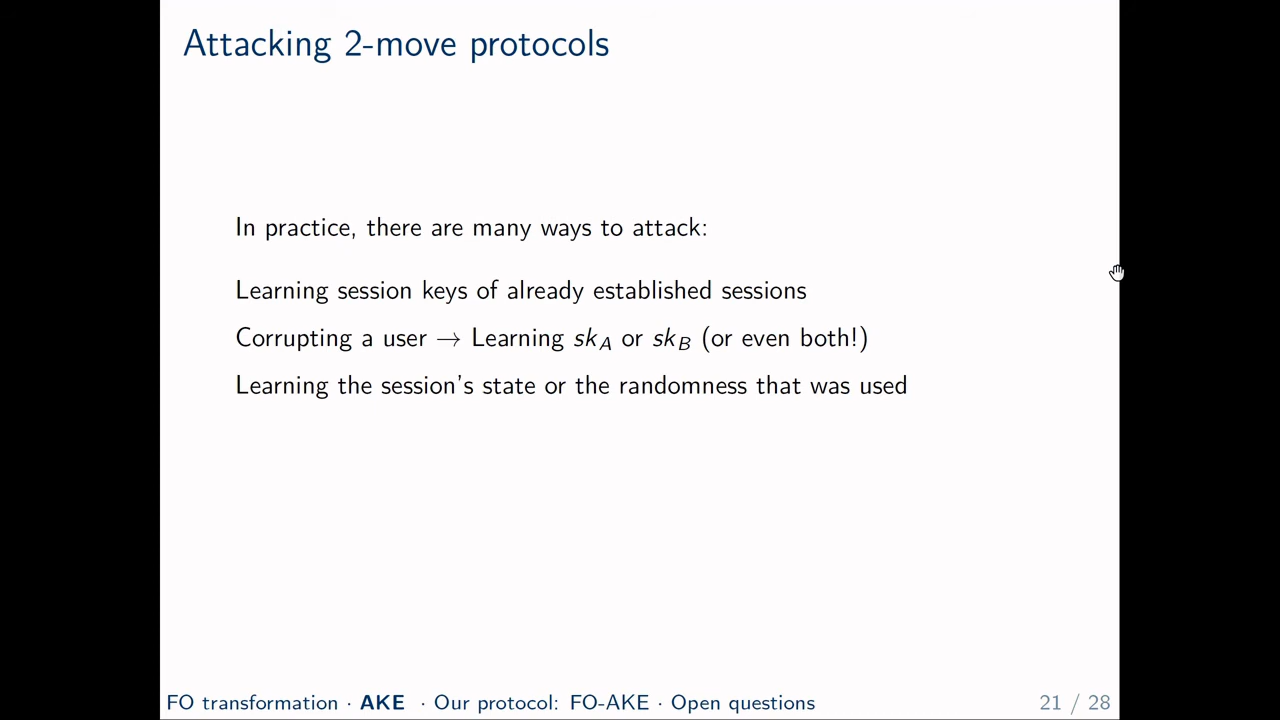 Attacking 2-move protocols
In practice, there are many ways to attack:
Learning session keys of already established sessions
Corrupting a user → Learning sk_A or sk_B (or even both!)
Learning the session's state or the randomness that was used
FO transformation · AKE · Our protocol: FO-AKE · Open questions 21 / 28